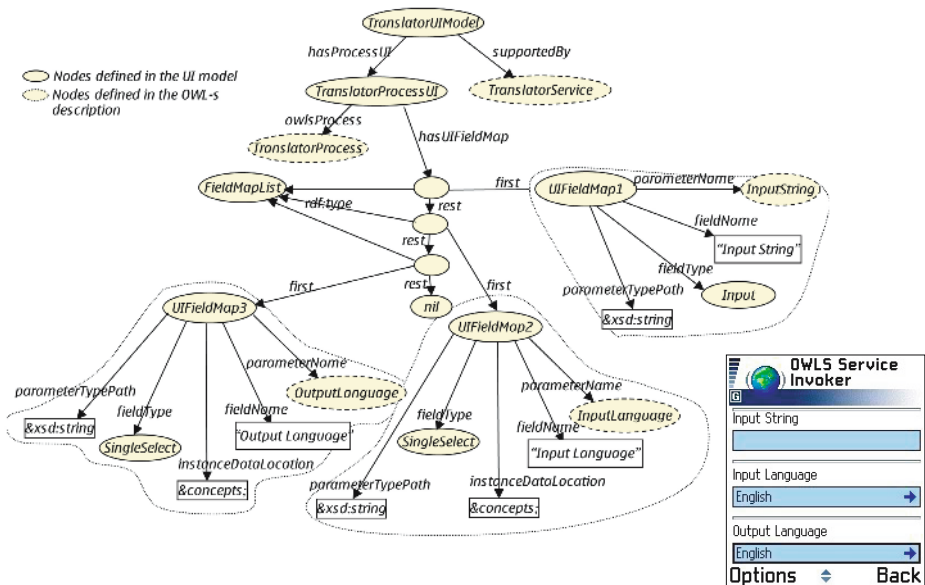 TranslatorUIModel
hasProcessUI
supportedBy
Nodes defined in the UI model
Nodes defined in the OWL-s
description
TranslatorProcessUI
TranslatorService
owlsProcess
hasUIFieldMap
TranslatorProcess
FieldMapList
first
UIFieldMap1
parameterName
InputString
rdf:type
rest
fieldName
"Input String"
rest
fieldType
first
rest
first
parameterTypePath
Input
UIFieldMap3
nil
UIFieldMap2
&xsd:string
parameterName
parameterTypePath
OutputLanguage
parameterName
fieldType
fieldName
fieldType
InputLanguage
&xsd:string
"Output Language"
fieldName
SingleSelect
SingleSelect
"Input Language"
instanceDataLocation
parameterTypePath
instanceDataLocation
&concepts;
&xsd:string
&concepts;
OWLS Service
Invoker
G
Input String
Input Language
English
Output Language
English
Options
Back